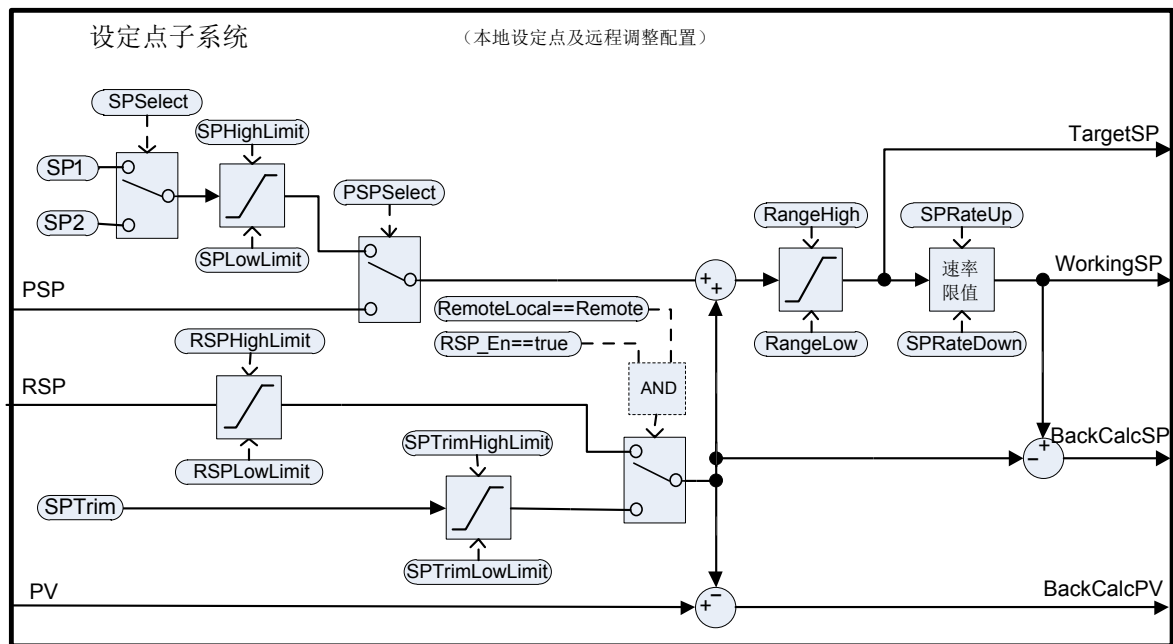 设定点子系统
（本地设定点及远程调整配置）
SPSelect
SPHighLimit
TargetSP
SP1
PSPSelect
RangeHigh
SPRateUp
SP2
速率
限值
SPLowLimit
WorkingSP
PSP
+
+
RemoteLocal==Remote
RSP_En==true
RangeLow
SPRateDown
RSPHighLimit
RSP
AND
SPTrimHighLimit
BackCalcSP
+
-
RSPLowLimit
SPTrim
SPTrimLowLimit
PV
+
-
BackCalcPV